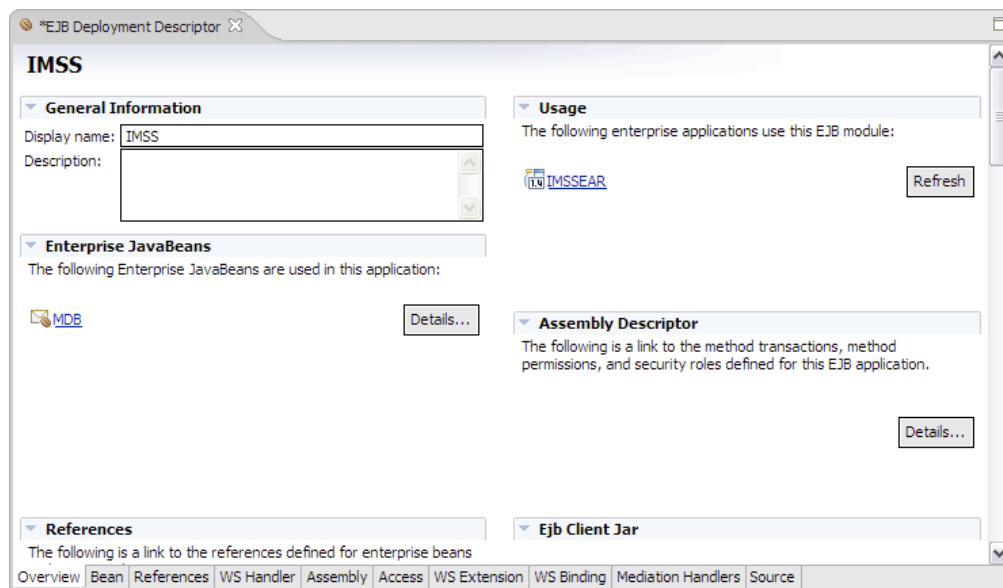 *EJB Deployment Descriptor
IMSS
General Information
Display name: IMSS
Description:
Enterprise JavaBeans
The following Enterprise JavaBeans are used in this application:
MDB
Details...
References
The following is a link to the references defined for enterprise beans
Usage
The following enterprise applications use this EJB module:
1.4 IMSSEAR
Refresh
Assembly Descriptor
The following is a link to the method transactions, method
permissions, and security roles defined for this EJB application.
Details...
Ejb Client Jar
Overview Bean References WS Handler Assembly Access WS Extension WS Binding Mediation Handlers Source